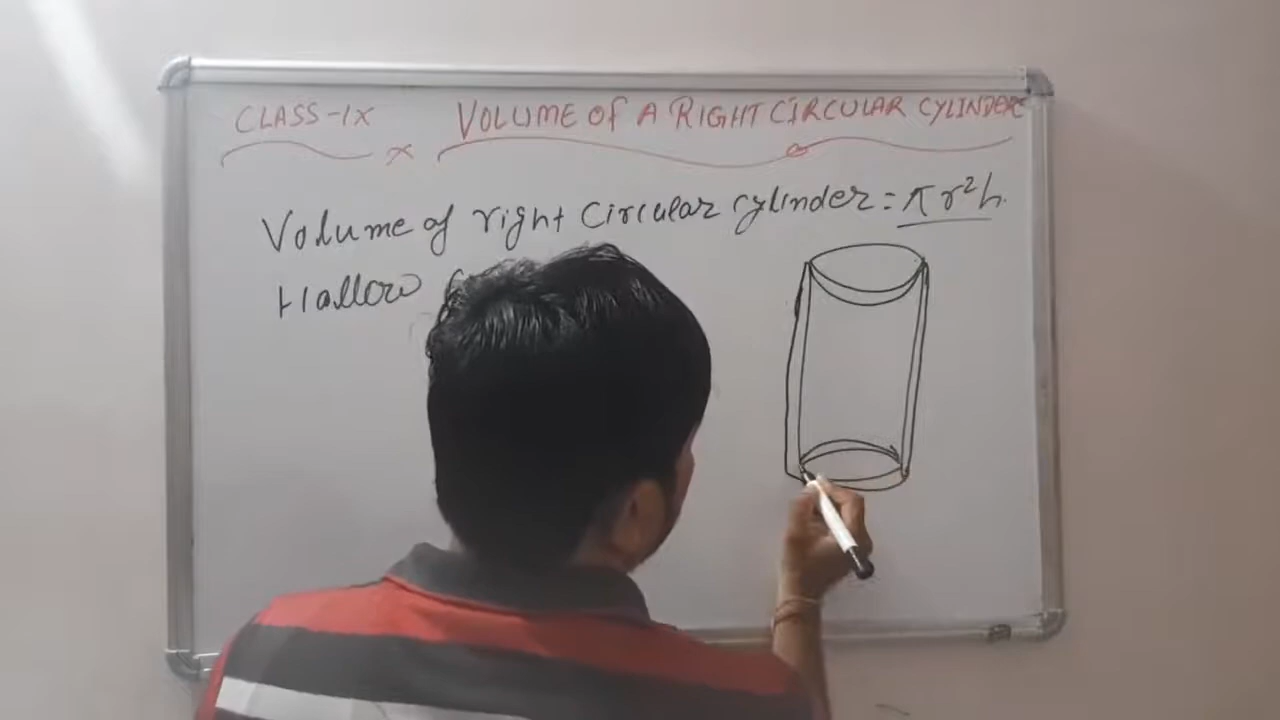 CLASS-IX VOLUME OF A RIGHT CIRCULAR CYLINDER
Volume of right Circular cylinder = πr²h.
Hallow